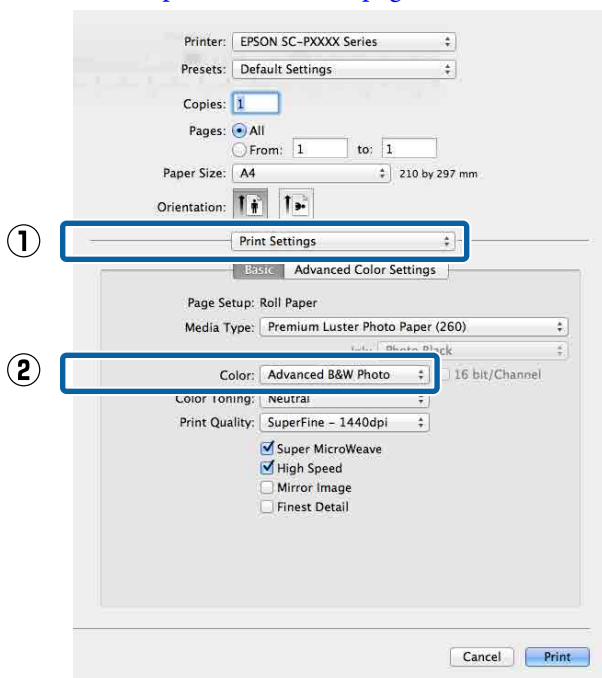 Printer: EPSON SC-PXXXX Series
Presets: Default Settings
Copies: 1
Pages: All
From: 1 to: 1
Paper Size: A4 210 by 297 mm
Orientation:
1
Print Settings
Basic Advanced Color Settings
Page Setup: Roll Paper
Media Type: Premium Luster Photo Paper (260)
Ink: Photo Black
2
Color: Advanced B&W Photo 16 bit/Channel
Color Toning: Neutral
Print Quality: SuperFine – 1440dpi
Super MicroWeave
High Speed
Mirror Image
Finest Detail
Cancel Print